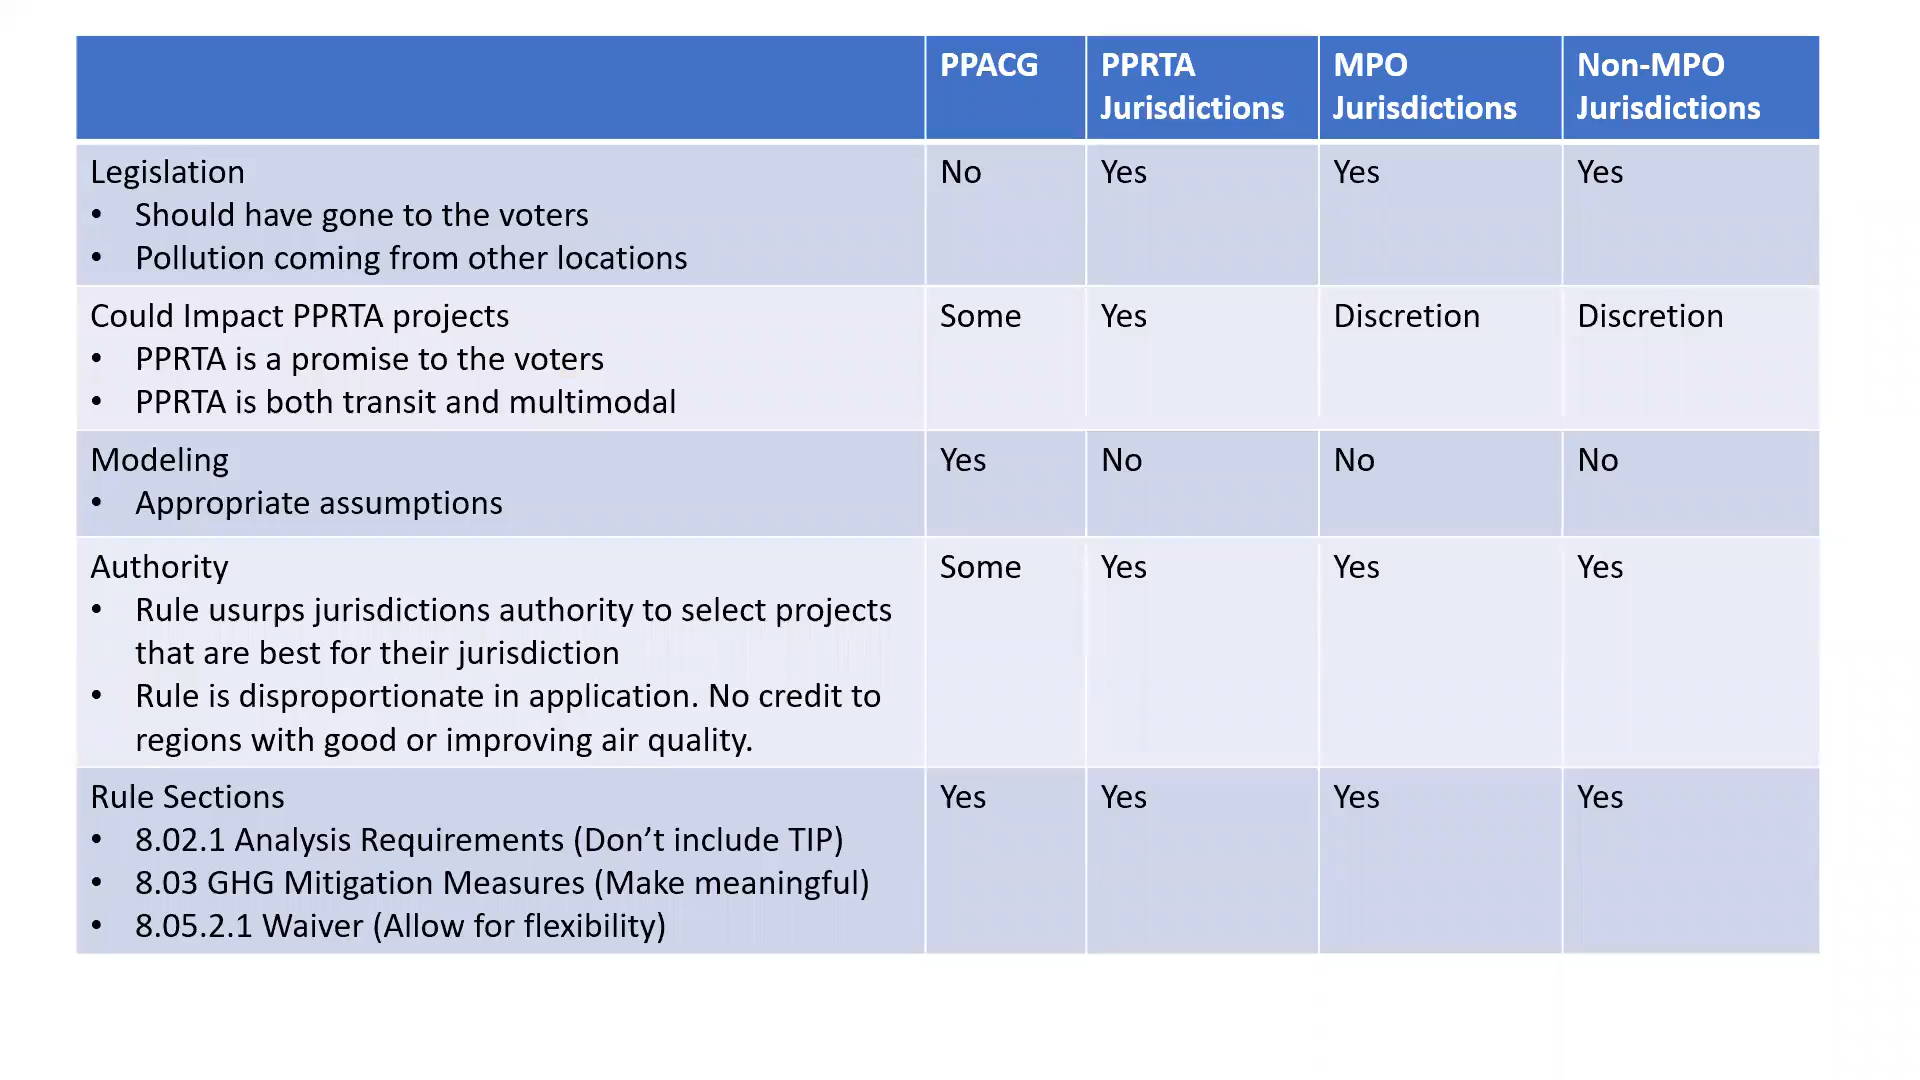 PPACG
PPRTA Jurisdictions
MPO Jurisdictions
Non-MPO Jurisdictions
Legislation
• Should have gone to the voters
• Pollution coming from other locations
No
Yes
Yes
Yes
Could Impact PPRTA projects
• PPRTA is a promise to the voters
• PPRTA is both transit and multimodal
Some
Yes
Discretion
Discretion
Modeling
• Appropriate assumptions
Yes
No
No
No
Authority
• Rule usurps jurisdictions authority to select projects
that are best for their jurisdiction
• Rule is disproportionate in application. No credit to
regions with good or improving air quality.
Some
Yes
Yes
Yes
Rule Sections
• 8.02.1 Analysis Requirements (Don’t include TIP)
• 8.03 GHG Mitigation Measures (Make meaningful)
• 8.05.2.1 Waiver (Allow for flexibility)
Yes
Yes
Yes
Yes